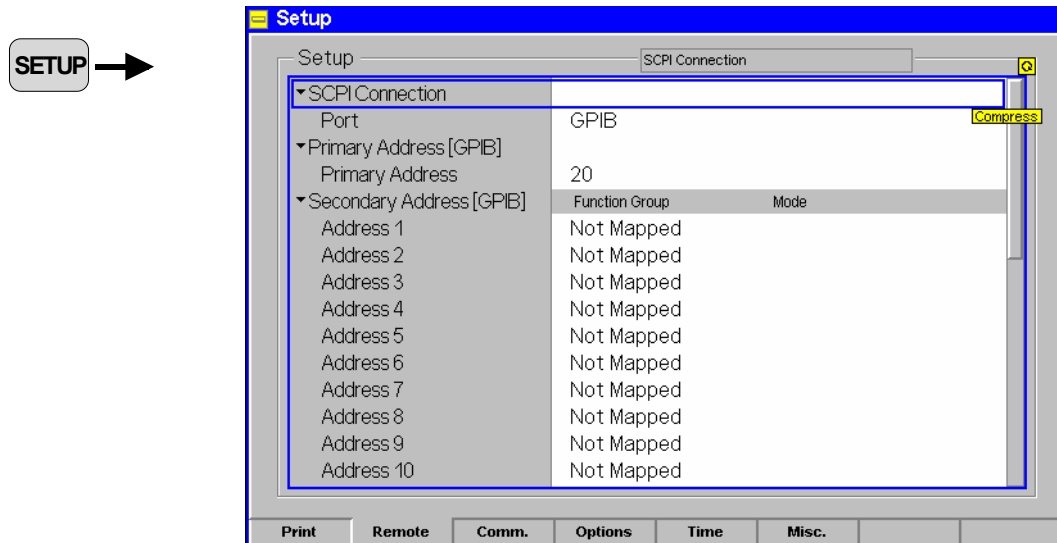 Setup
SETUP
Setup
SCPI Connection
SCPI Connection
Compress
Port GPIB
Primary Address [GPIB]
Primary Address 20
Secondary Address [GPIB] Function Group Mode
Address 1 Not Mapped
Address 2 Not Mapped
Address 3 Not Mapped
Address 4 Not Mapped
Address 5 Not Mapped
Address 6 Not Mapped
Address 7 Not Mapped
Address 8 Not Mapped
Address 9 Not Mapped
Address 10 Not Mapped
Print Remote Comm. Options Time Misc.